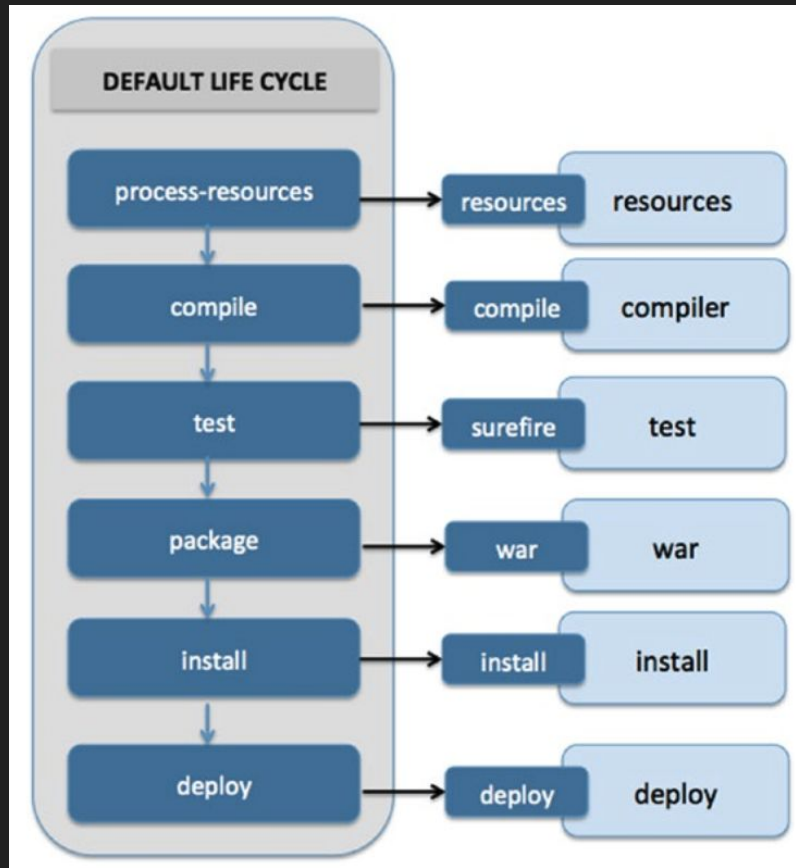 DEFAULT LIFE CYCLE
process-resources
resources
resources
compile
compile
compiler
test
surefire
test
package
war
war
install
install
install
deploy
deploy
deploy